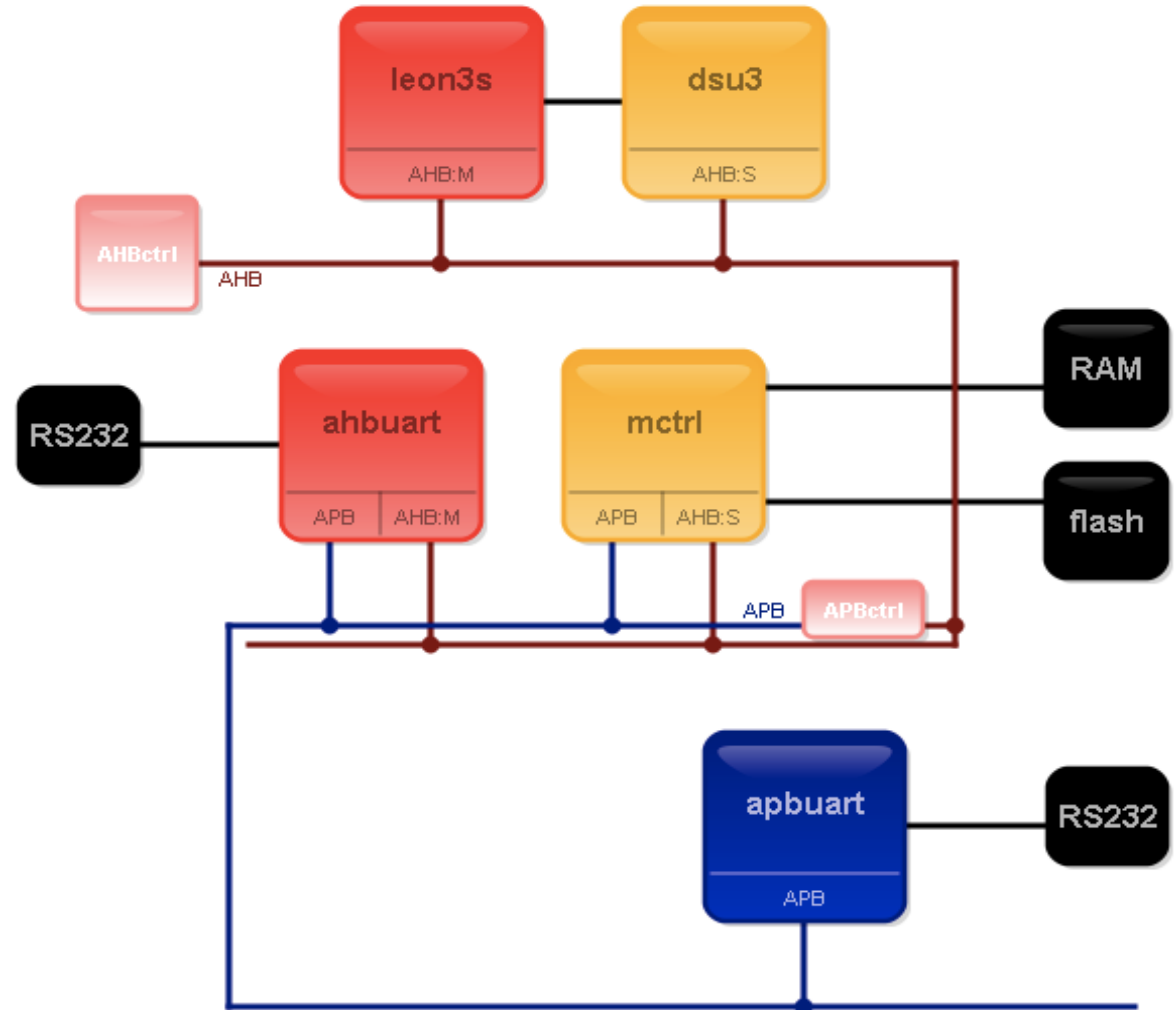 leon3s
AHB:M
dsu3
AHB:S
AHBctrl
AHB
RS232
ahbuart
APB AHB:M
mctrl
APB AHB:S
RAM
flash
APB
APBctrl
apbuart
APB
RS232